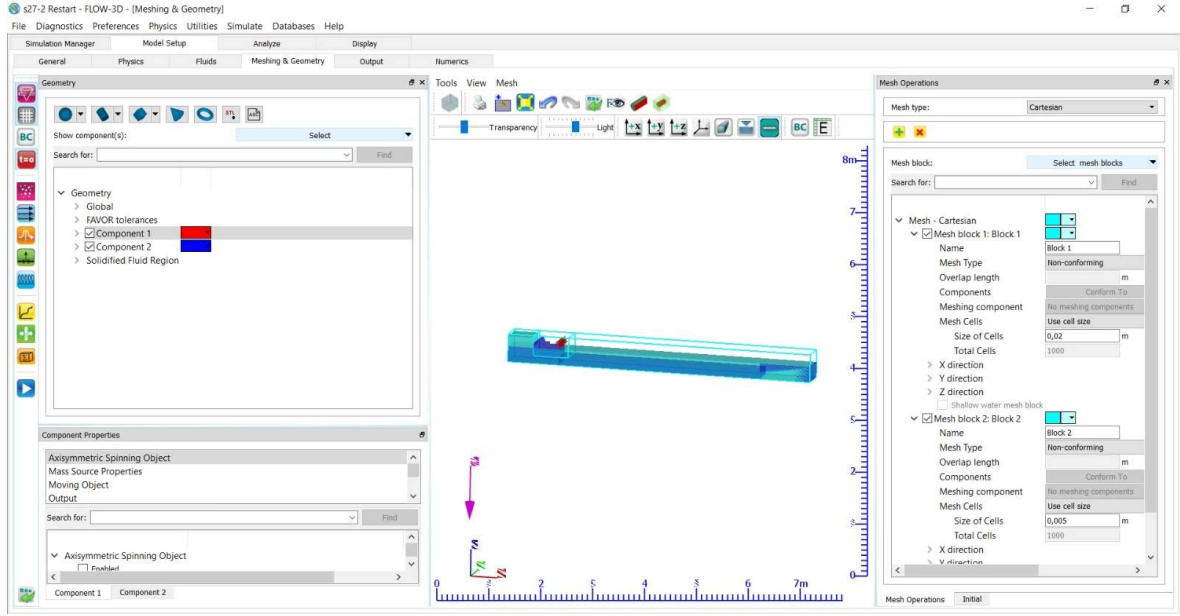 s27-2 Restart - FLOW-3D - [Meshing & Geometry]
File Diagnostics Preferences Physics Utilities Simulate Databases Help
Simulation Manager Model Setup Analyze Display
General Physics Fluids Meshing & Geometry Output Numerics
Geometry
STL
Show component(s): Select
Search for: Find
Geometry
Global
FAVOR tolerances
Component 1
Component 2
Solidified Fluid Region
BC
t=0
Component Properties
Axisymmetric Spinning Object
Mass Source Properties
Moving Object
Output
Search for: Find
Axisymmetric Spinning Object
Enabled
Component 1 Component 2
Tools View Mesh
Transparency Light +x +y +z BC E
8m
7
6
4
2
0
0 2 4 6 7m
Mesh Operations
Mesh type: Cartesian
Mesh block: Select mesh blocks
Search for: Find
Mesh - Cartesian
Mesh block 1: Block 1
Name Block 1
Mesh Type Non-conforming
Overlap length m
Components Conform To
Meshing component No meshing components
Mesh Cells Use cell size
Size of Cells 0,02 m
Total Cells 1000
X direction
Y direction
Z direction
Shallow water mesh block
Mesh block 2: Block 2
Name Block 2
Mesh Type Non-conforming
Overlap length m
Components Conform To
Meshing component No meshing components
Mesh Cells Use cell size
Size of Cells 0,005 m
Total Cells 1000
X direction
Y direction
Mesh Operations Initial